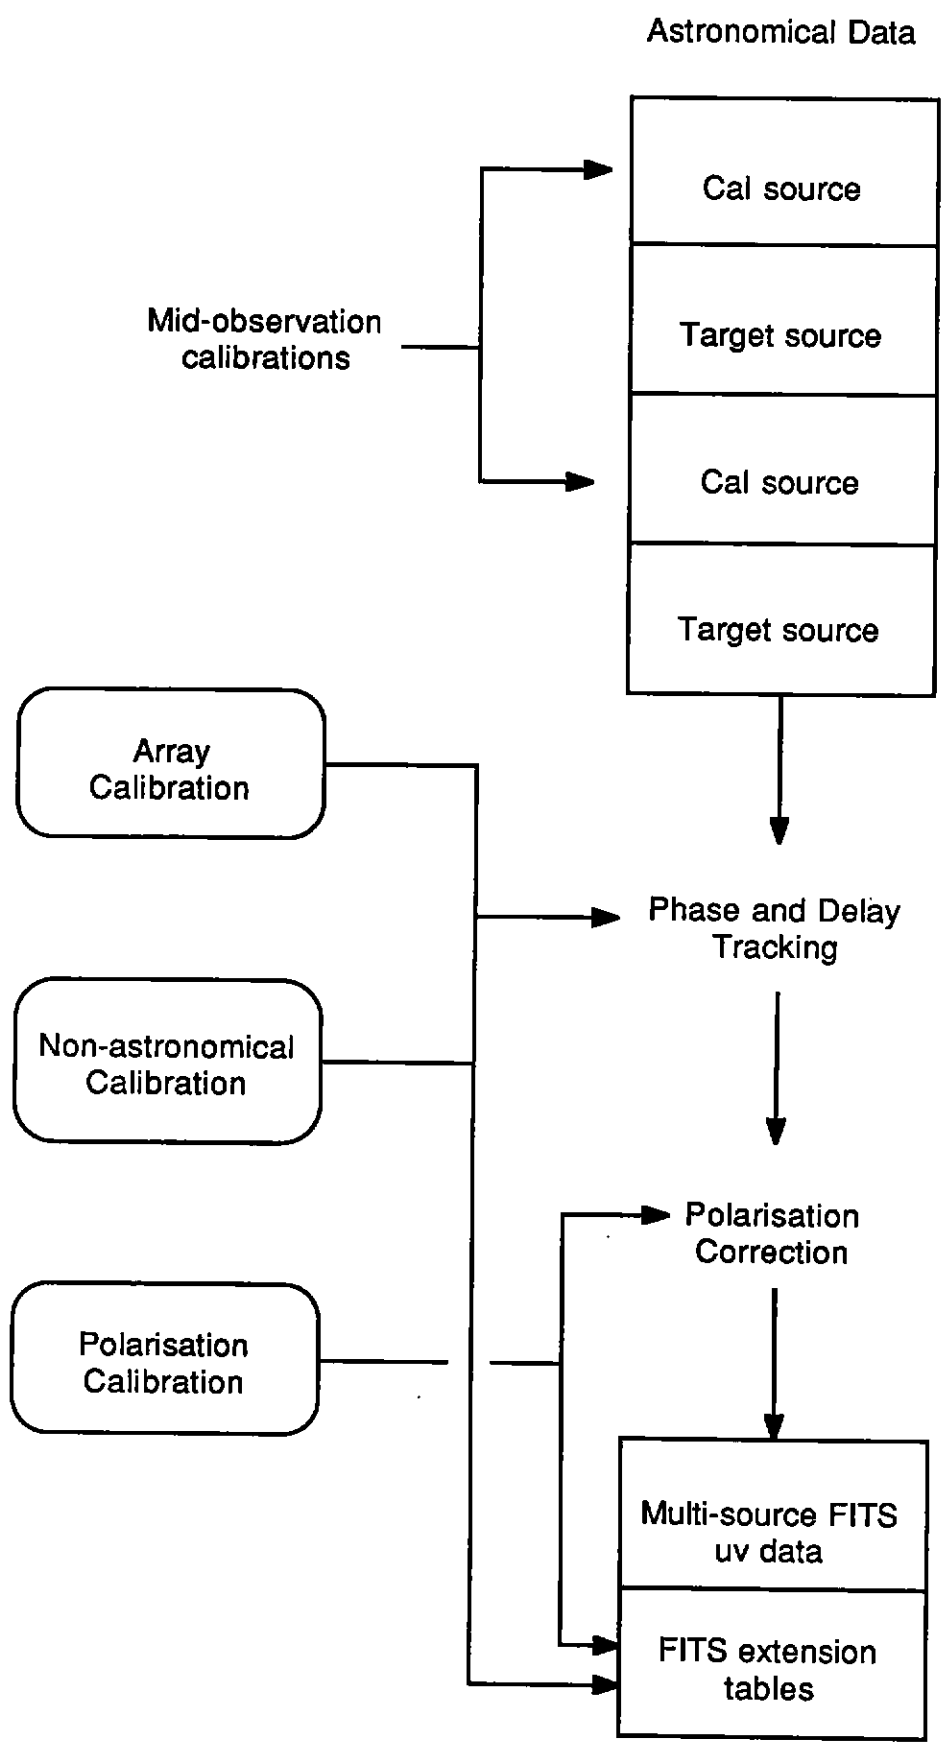 Astronomical Data
Cal source
Mid-observation
calibrations
Target source
Cal source
Target source
Array
Calibration
Phase and Delay
Tracking
Non-astronomical
Calibration
Polarisation
Correction
Polarisation
Calibration
Multi-source FITS
uv data
FITS extension
tables